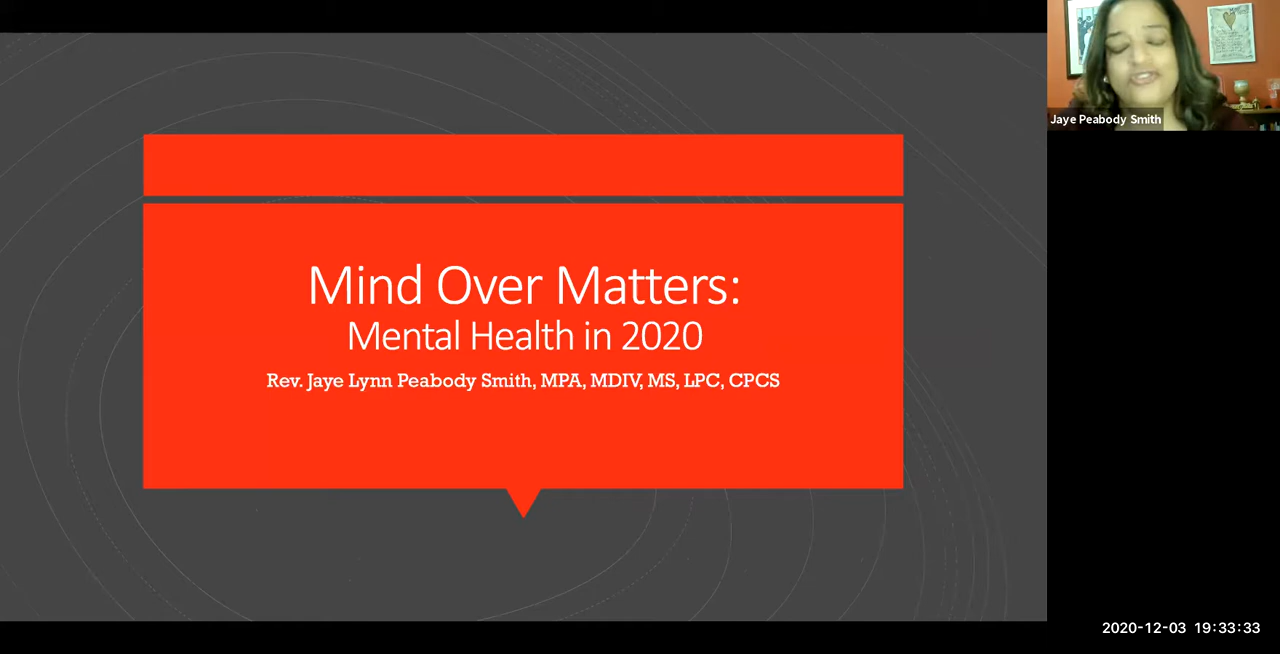 Mind Over Matters:
Mental Health in 2020
Rev. Jaye Lynn Peabody Smith, MPA, MDIV, MS, LPC, CPCS
Jaye Peabody Smith
2020-12-03 19:33:33